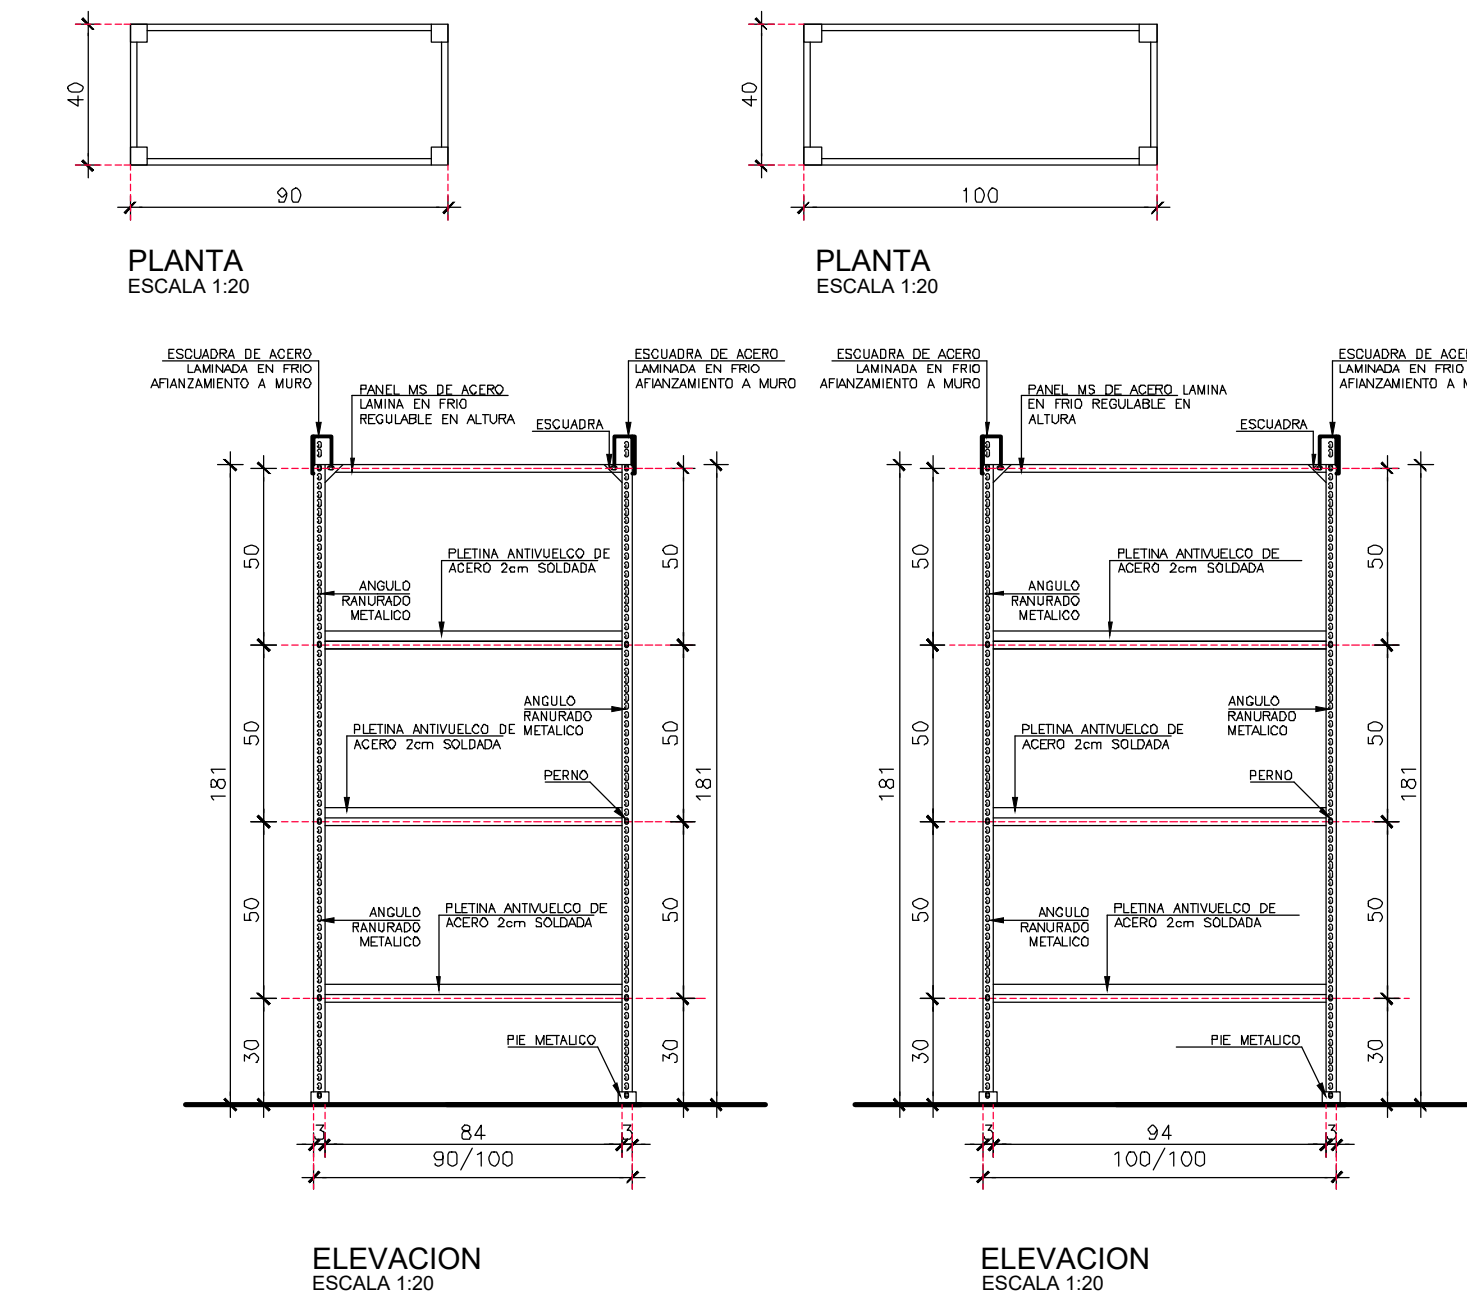 40
90
PLANTA
ESCALA 1:20
40
100
PLANTA
ESCALA 1:20
ESCUADRA DE ACERO
LAMINADA EN FRIO
AFIANZAMIENTO A MURO
PANEL MS DE ACERO
LAMINA EN FRIO
REGULABLE EN ALTURA
ESCUADRA
ESCUADRA DE ACERO
LAMINADA EN FRIO
AFIANZAMIENTO A MURO
50
50
50
30
181
PLETINA ANTIVUELCO DE
ACERO 2cm SOLDADA
ANGULO
RANURADO
METALICO
ANGULO
RANURADO
METALICO
PLETINA ANTIVUELCO DE
ACERO 2cm SOLDADA
PERNO
ANGULO
RANURADO
METALICO
PLETINA ANTIVUELCO DE
ACERO 2cm SOLDADA
PIE METALICO
50
50
50
30
181
3
84
3
90/100
ELEVACION
ESCALA 1:20
ESCUADRA DE ACERO
LAMINADA EN FRIO
AFIANZAMIENTO A MURO
PANEL MS DE ACERO LAMINA
EN FRIO REGULABLE EN
ALTURA
ESCUADRA
ESCUADRA DE ACE
LAMINADA EN FRIO
AFIANZAMIENTO A M
50
50
50
30
181
PLETINA ANTIVUELCO DE
ACERO 2cm SOLDADA
ANGULO
RANURADO
METALICO
ANGULO
RANURADO
METALICO
PLETINA ANTIVUELCO DE
ACERO 2cm SOLDADA
PERNO
ANGULO
RANURADO
METALICO
PLETINA ANTIVUELCO DE
ACERO 2cm SOLDADA
PIE METALICO
50
50
50
30
181
3
94
3
100/100
ELEVACION
ESCALA 1:20